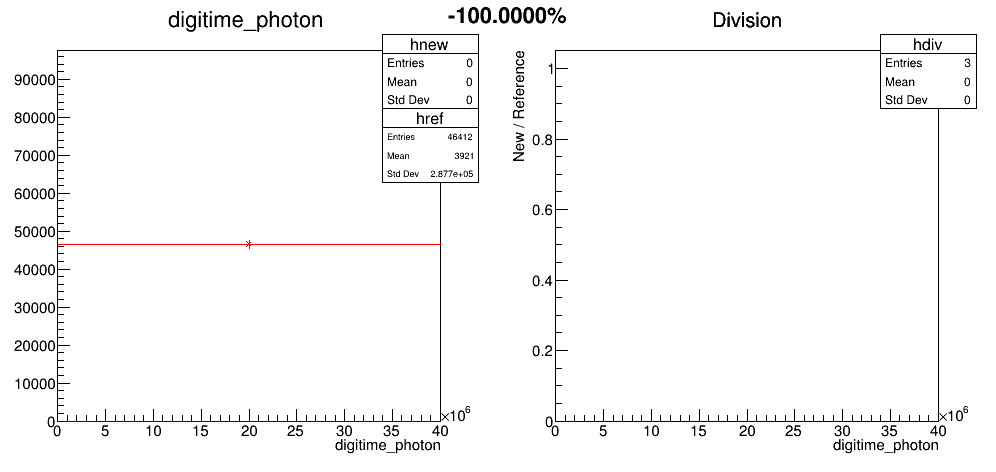 digitime_photon
-100.0000%
Division
hnew
Entries 0
Mean 0
Std Dev 0
href
Entries 46412
Mean 3921
Std Dev 2.877e+05
90000
80000
70000
60000
50000
40000
30000
20000
10000
0
0 5 10 15 20 25 30 35 40
×10⁶
digitime_photon
hdiv
Entries 3
Mean 0
Std Dev 0
New / Reference
1
0.8
0.6
0.4
0.2
0
0 5 10 15 20 25 30 35 40
×10⁶
digitime_photon